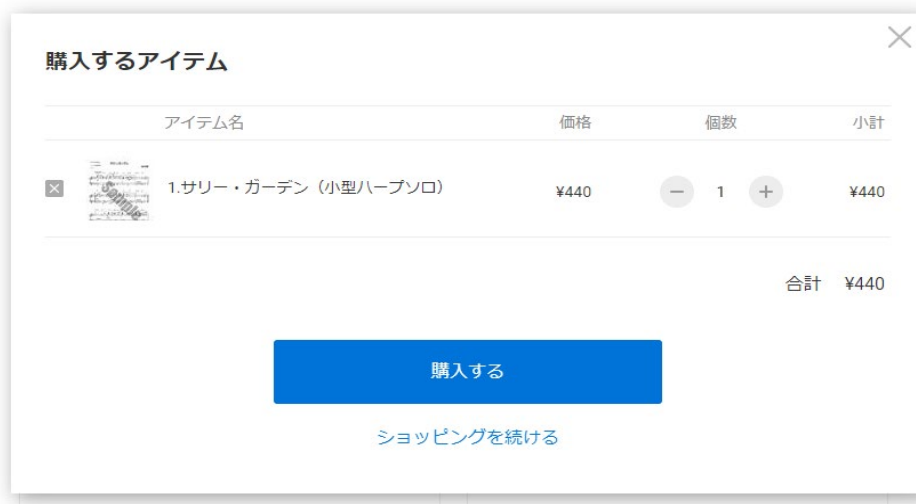 購入するアイテム
アイテム名 価格 個数 小計
1.サリー・ガーデン（小型ハープソロ） ¥440 − 1 + ¥440
Sample
合計 ¥440
購入する
ショッピングを続ける